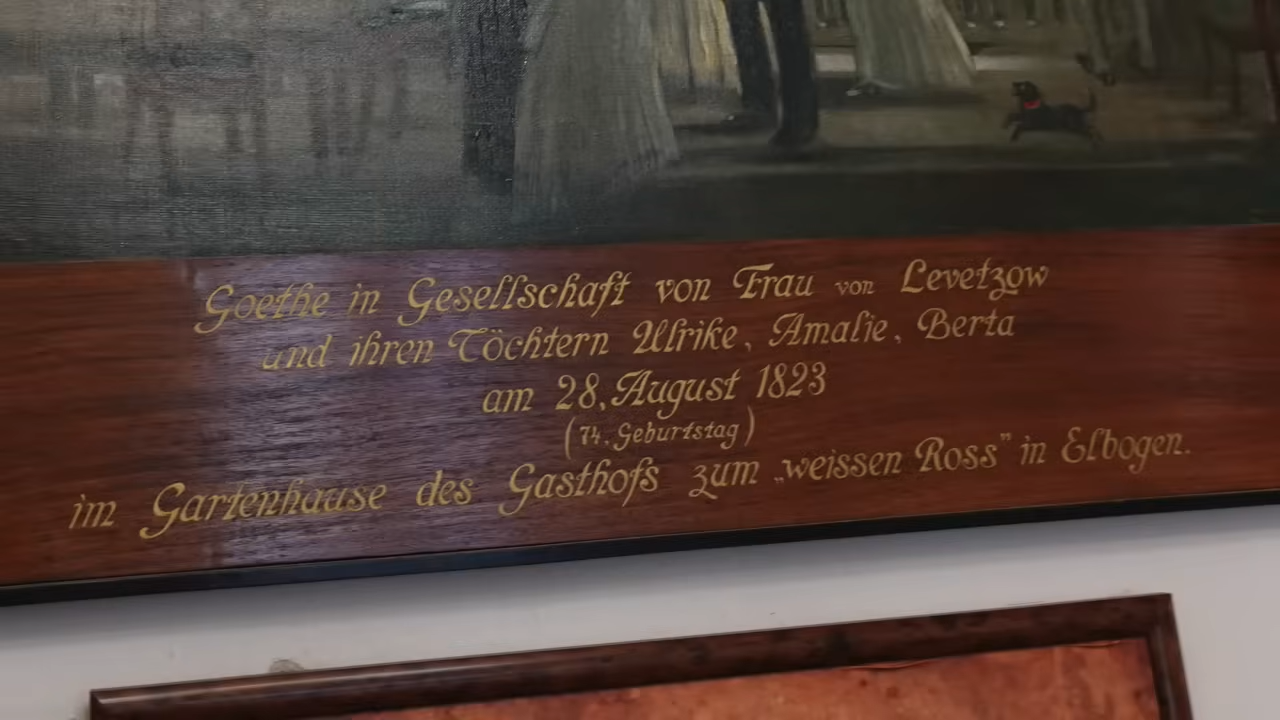 Goethe in Gesellschaft von Frau von Levetzow
und ihren Töchtern Ulrike, Amalie, Berta
am 28. August 1823
(74. Geburtstag)
im Gartenhause des Gasthofs zum „weissen Ross” in Elbogen.